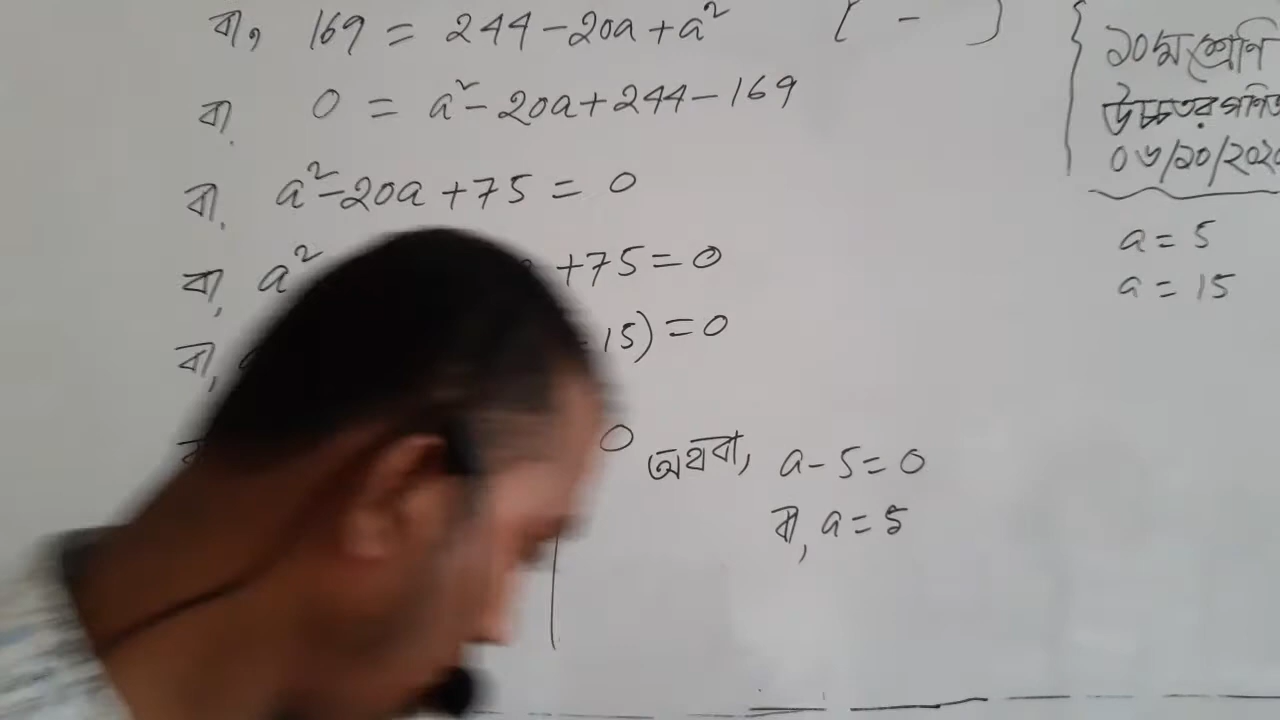 বা, 169 = 244 - 20a + a²   [ - ]
বা, 0 = a² - 20a + 244 - 169
বা, a² - 20a + 75 = 0
বা, a² +75 = 0
বা, 15) = 0
0 অথবা, a - 5 = 0
বা, a = 5
১০ম শ্রেণি
উচ্চতর গণিত
০৬/১০/২০২
a = 5
a = 15